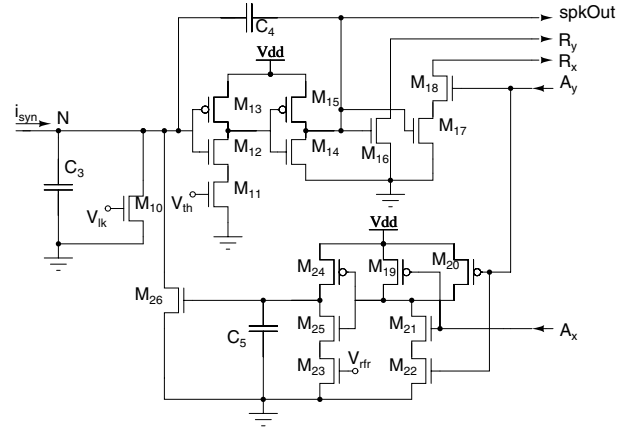 C4
spkOut
Ry
Rx
Vdd
M18
Ay
isyn
N
M13
M15
M12
M14
M16
M17
C3
M10
M11
Vlk
Vth
Vdd
M24
M19
M20
M26
M25
M21
Ax
C5
M23
Vrfr
M22